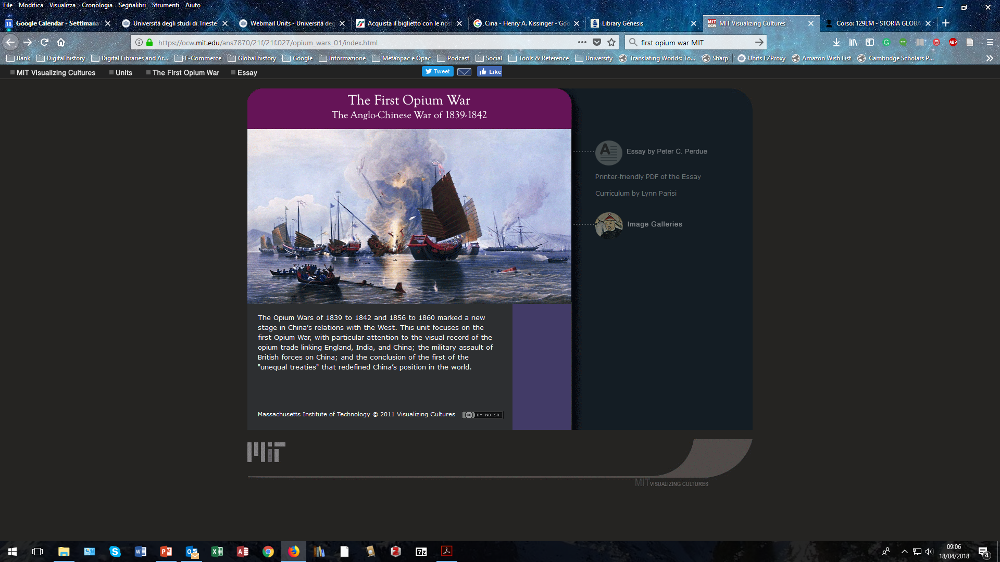 File Modifica Visualizza Cronologia Segnalibri Strumenti Aiuto
Google Calendar - Settimana
Università degli studi di Trieste
Webmail Units - Università deg
Acquista il biglietto con le nost
Cina - Henry A. Kissinger - Goo
Library Genesis
MIT Visualizing Cultures
Corso: 129LM - STORIA GLOBA
https://ocw.mit.edu/ans7870/21f/21f.027/opium_wars_01/index.html
first opium war MIT
Bank Digital history Digital Libraries and Ar... E-Commerce Global history Google Informazione Metaopac e Opac Podcast Social Tools & Reference University Translating Worlds: To... Sharp Units EZProxy Amazon Wish List Cambridge Scholars P...
MIT Visualizing Cultures Units The First Opium War Essay
Tweet Like
The First Opium War
The Anglo-Chinese War of 1839-1842
Essay by Peter C. Perdue
Printer-friendly PDF of the Essay
Curriculum by Lynn Parisi
Image Galleries
The Opium Wars of 1839 to 1842 and 1856 to 1860 marked a new
stage in China’s relations with the West. This unit focuses on the
first Opium War, with particular attention to the visual record of the
opium trade linking England, India, and China; the military assault of
British forces on China; and the conclusion of the first of the
"unequal treaties" that redefined China’s position in the world.
Massachusetts Institute of Technology © 2011 Visualizing Cultures
cc BY-NC-SA
MIT
MIT VISUALIZING CULTURES
09:06
18/04/2018
4